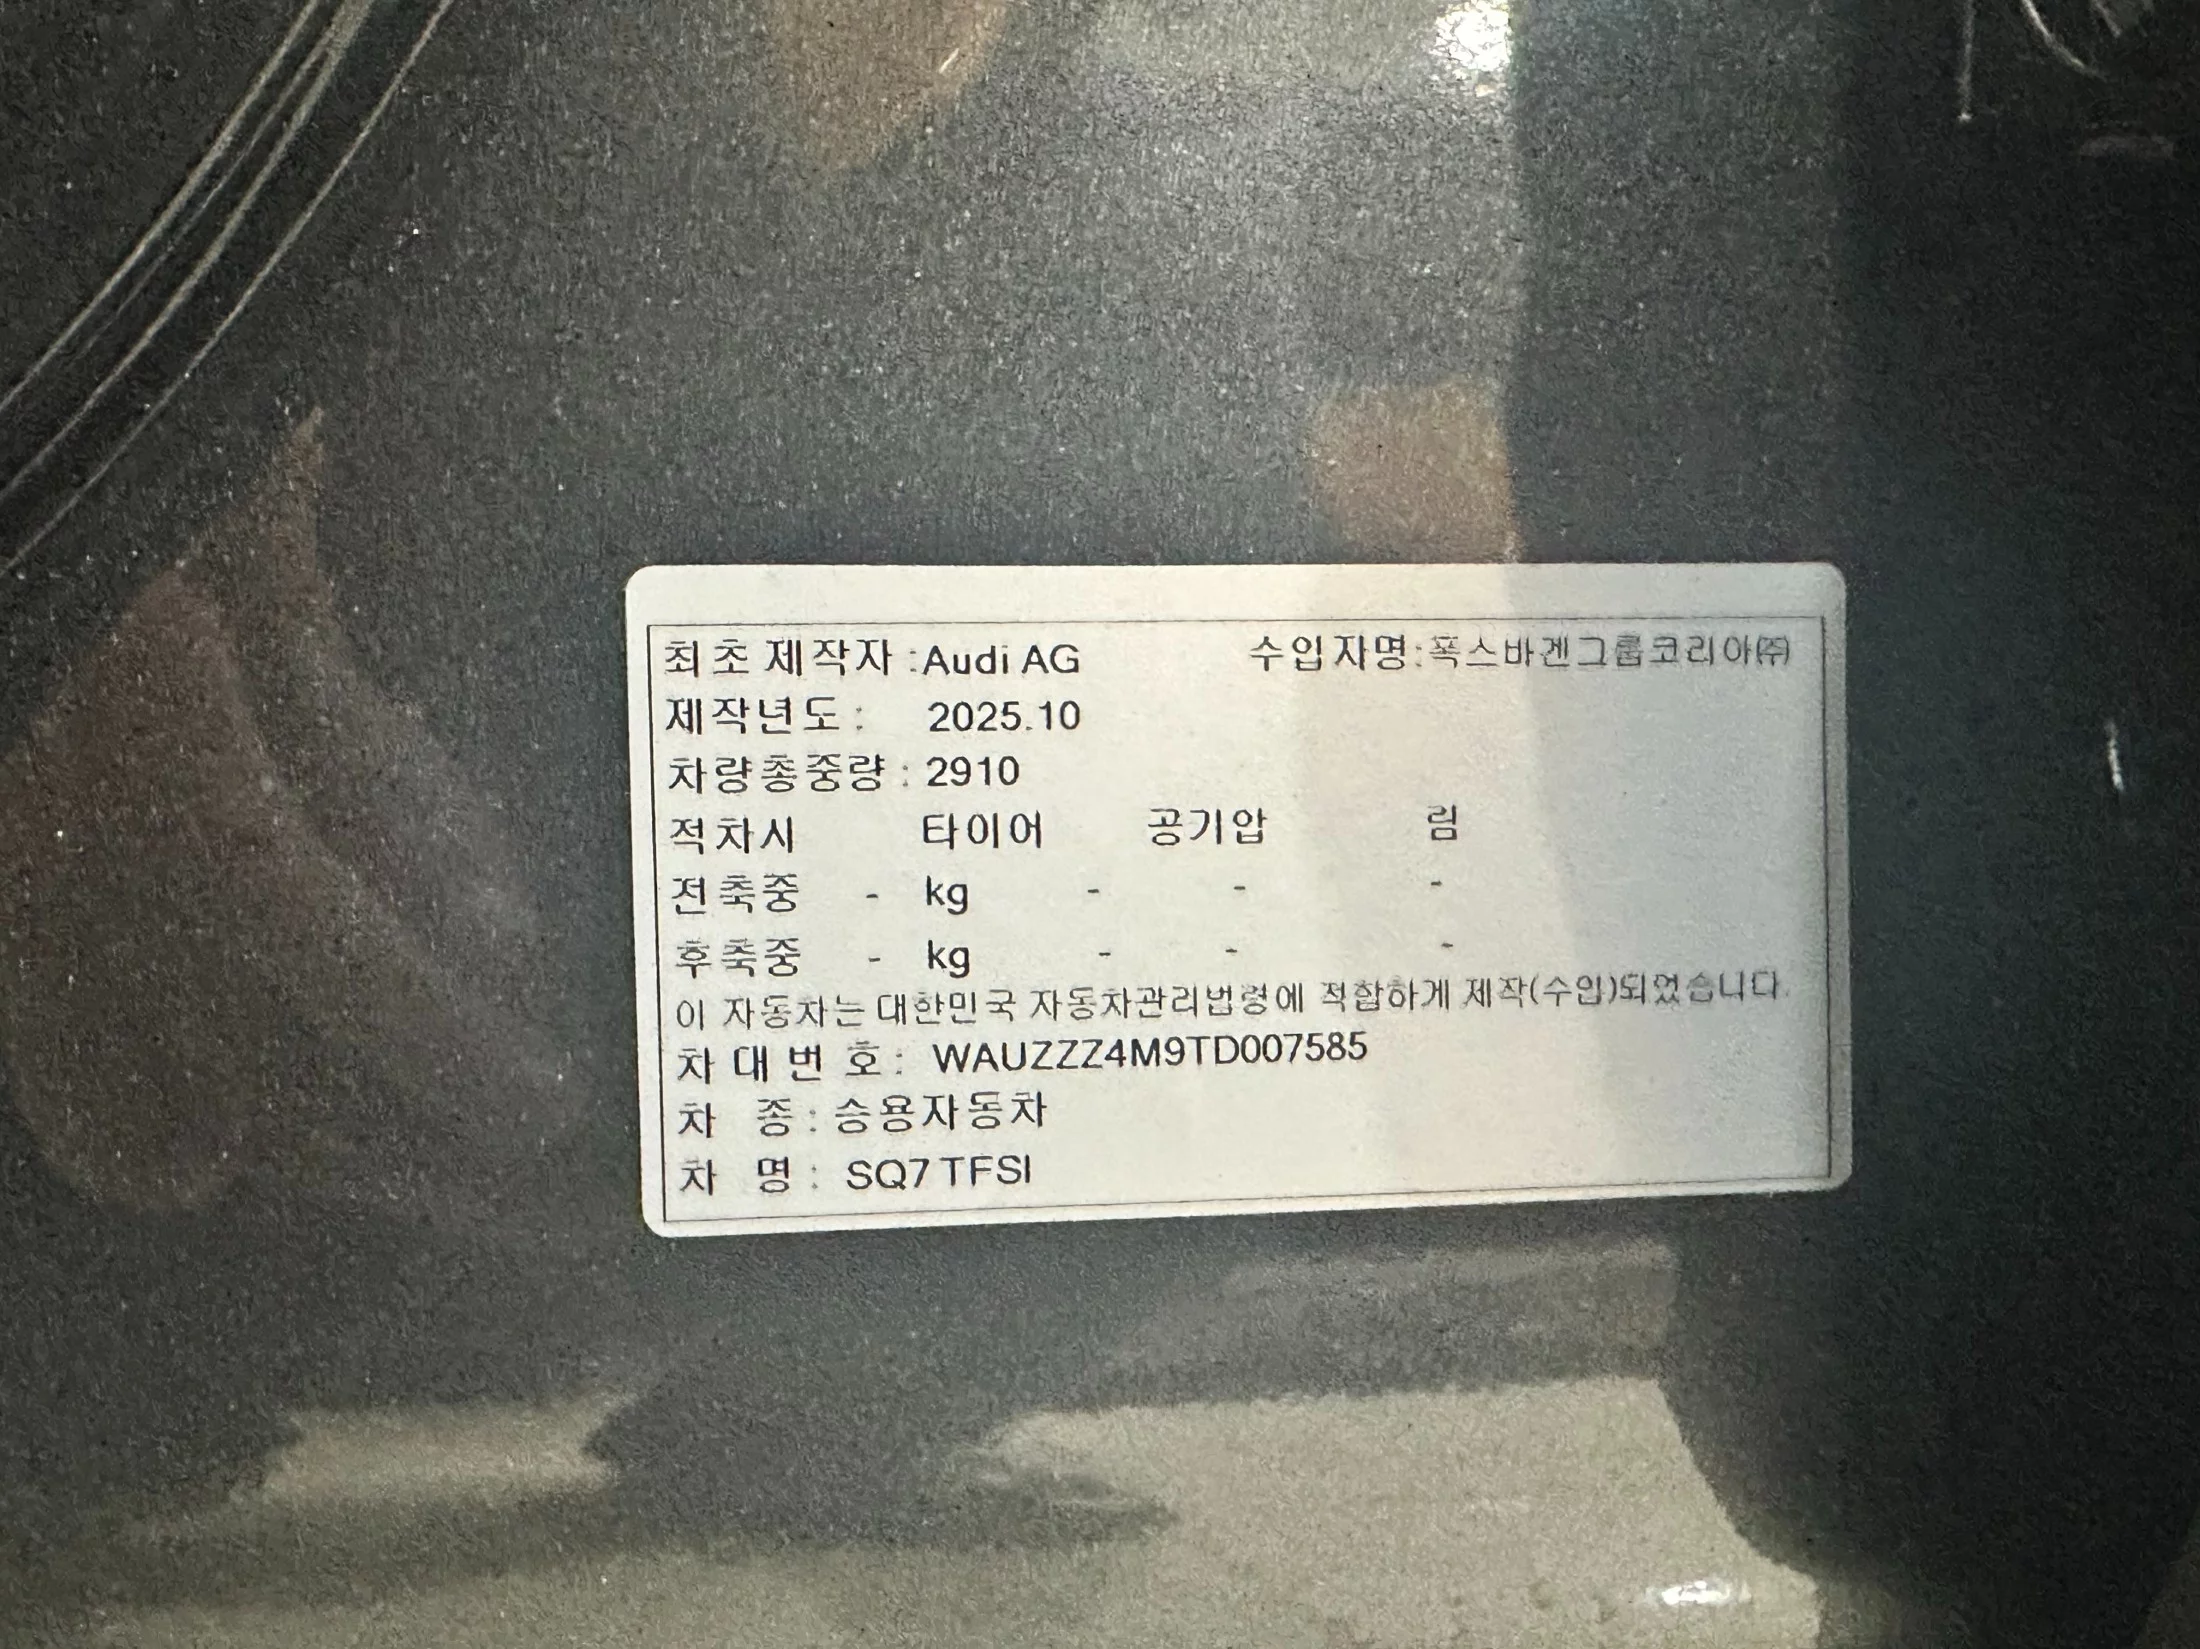 최초 제작자 :Audi AG 수입자명:폭스바겐그룹코리아㈜
제작년도: 2025.10
차량총중량: 2910
적차시 타이어 공기압 림
전축중 - kg - - -
후축중 - kg - - -
이 자동차는 대한민국 자동차관리법령에 적합하게 제작(수입)되었습니다.
차대번호: WAUZZZ4M9TD007585
차 종: 승용자동차
차 명: SQ7 TFSI